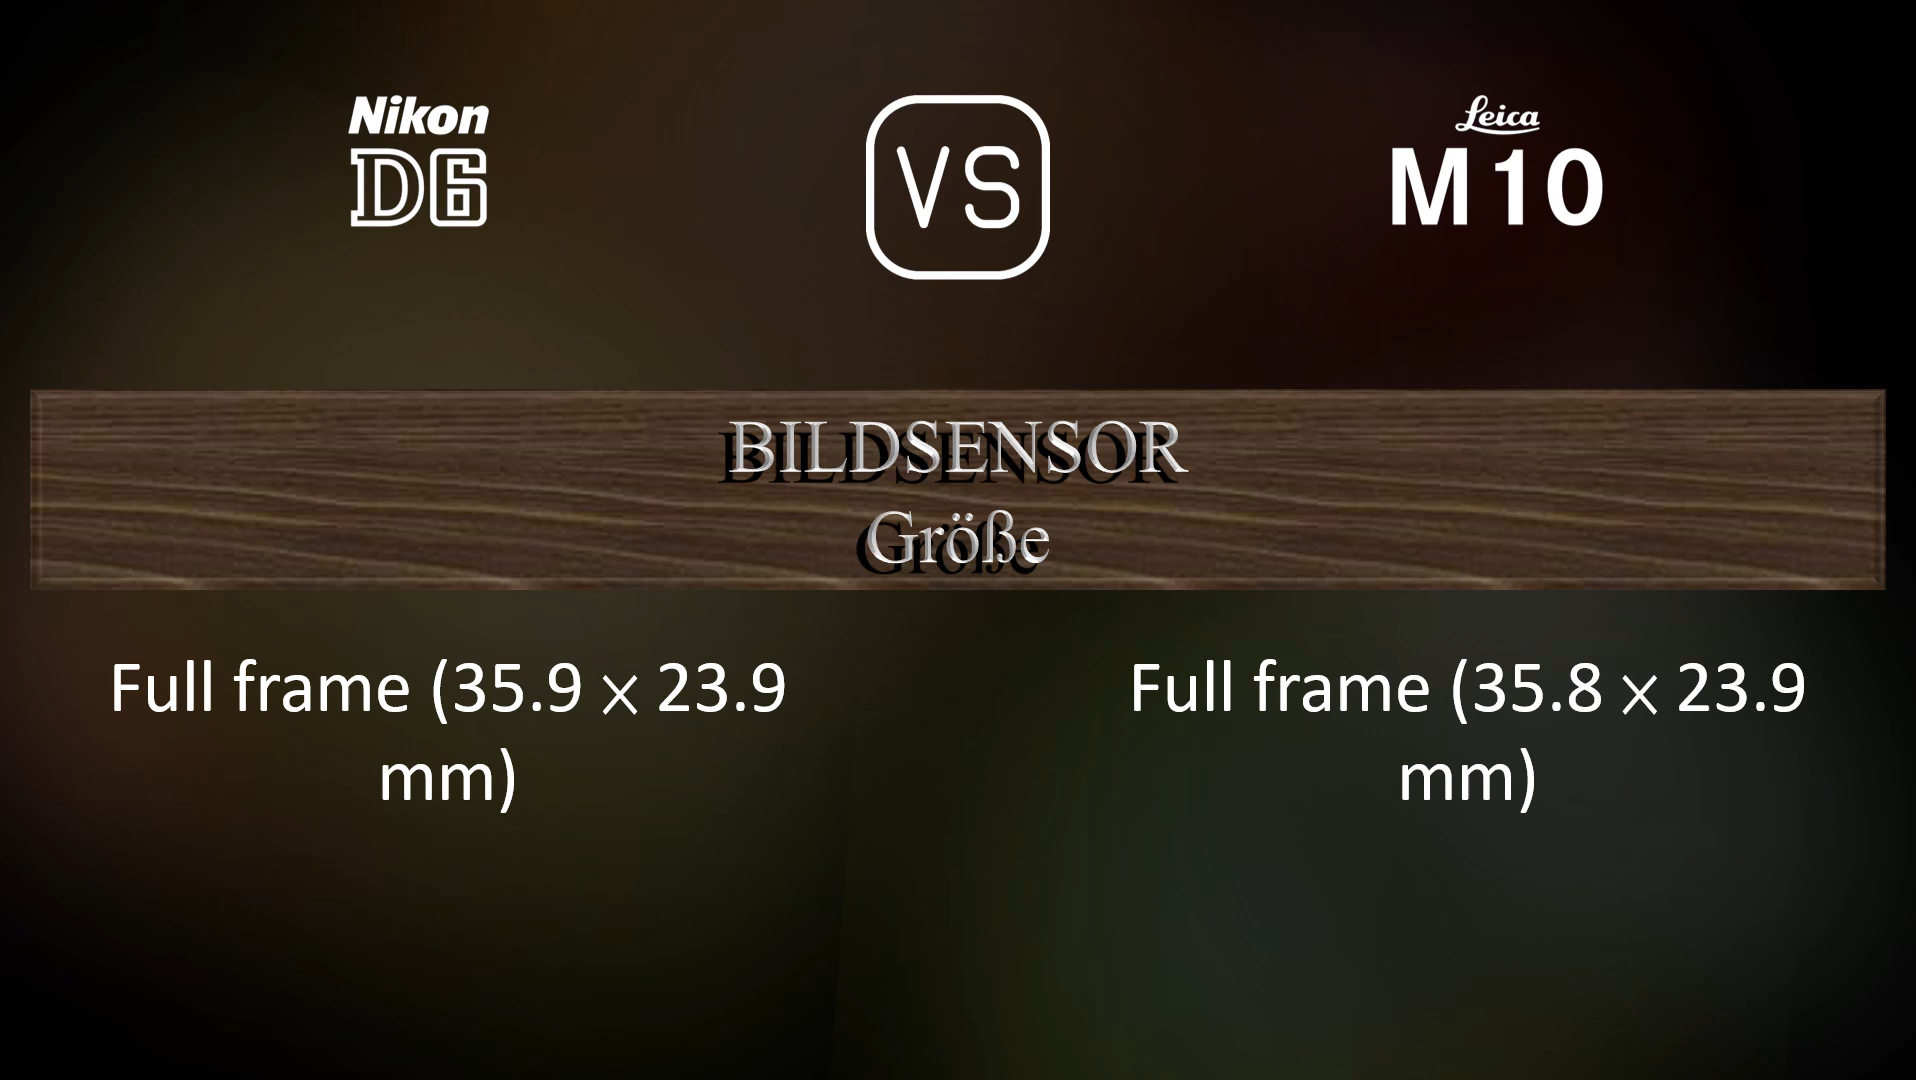 Nikon
D6
VS
Leica
M10
BILDSENSOR
Größe
Full frame (35.9 x 23.9
mm)
Full frame (35.8 x 23.9
mm)